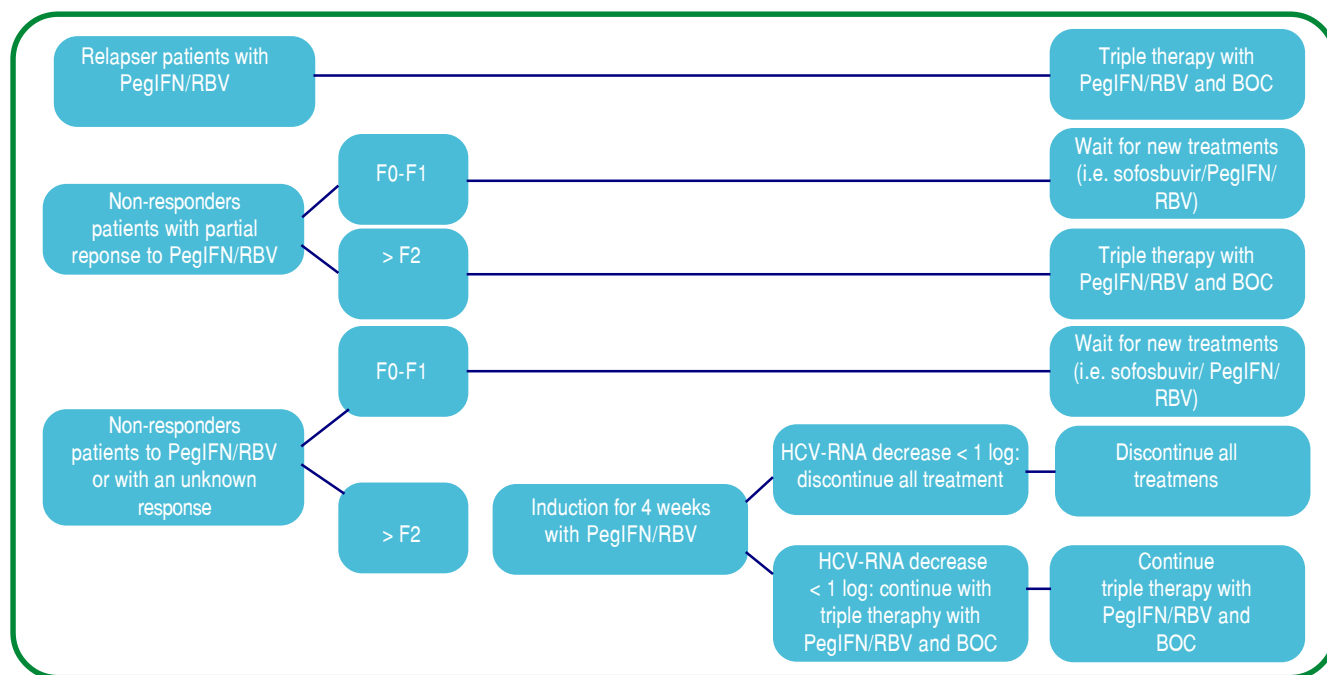 Relapser patients with
PegIFN/RBV
Triple therapy with
PegIFN/RBV and BOC
Non-responders
patients with partial
reponse to PegIFN/RBV
F0-F1
Wait for new treatments
(i.e. sofosbuvir/PegIFN/
RBV)
> F2
Triple therapy with
PegIFN/RBV and BOC
Non-responders
patients to PegIFN/RBV
or with an unknown
response
F0-F1
Wait for new treatments
(i.e. sofosbuvir/ PegIFN/
RBV)
> F2
Induction for 4 weeks
with PegIFN/RBV
HCV-RNA decrease < 1 log:
discontinue all treatment
Discontinue all
treatmens
HCV-RNA decrease
< 1 log: continue with
triple theraphy with
PegIFN/RBV and BOC
Continue
triple therapy with
PegIFN/RBV and
BOC